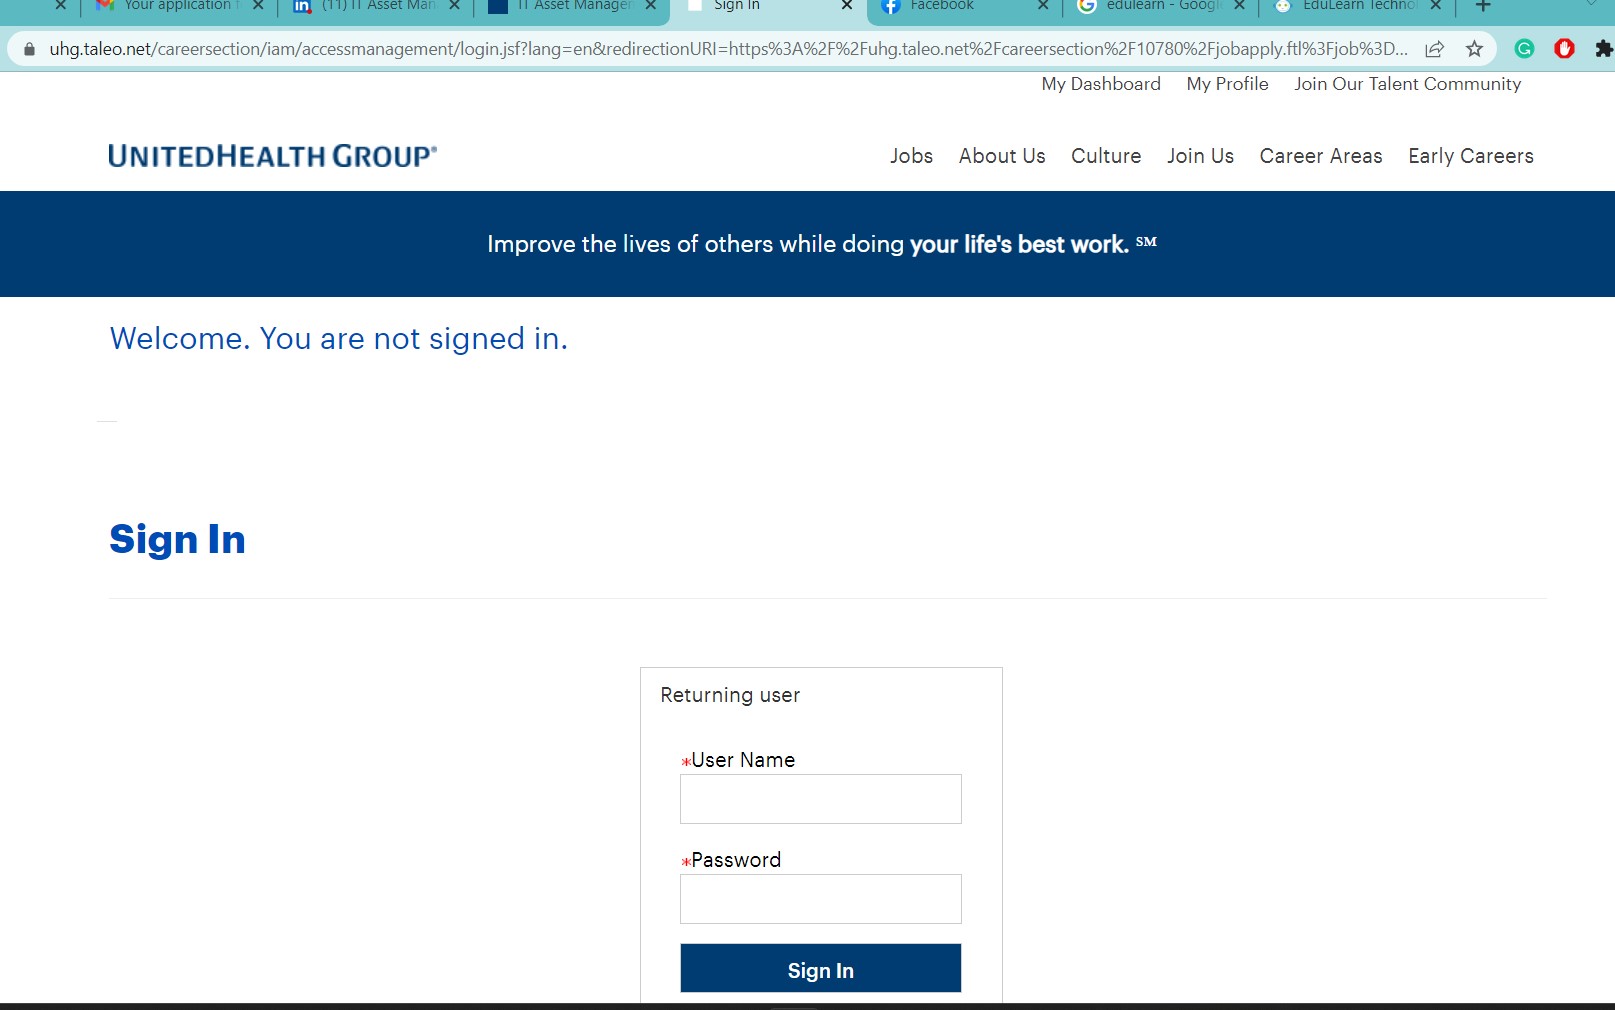 Your application
(11) IT Asset Man
IT Asset Manager
Sign In
Facebook
edulearn - Googl
EduLearn Technol
uhg.taleo.net/careersection/iam/accessmanagement/login.jsf?lang=en&redirectionURI=https%3A%2F%2Fuhg.taleo.net%2Fcareersection%2F10780%2Fjobapply.ftl%3Fjob%3D...
My Dashboard My Profile Join Our Talent Community
UNITEDHEALTH GROUP®
Jobs About Us Culture Join Us Career Areas Early Careers
Improve the lives of others while doing your life's best work. ℠
Welcome. You are not signed in.
Sign In
Returning user
*User Name
*Password
Sign In